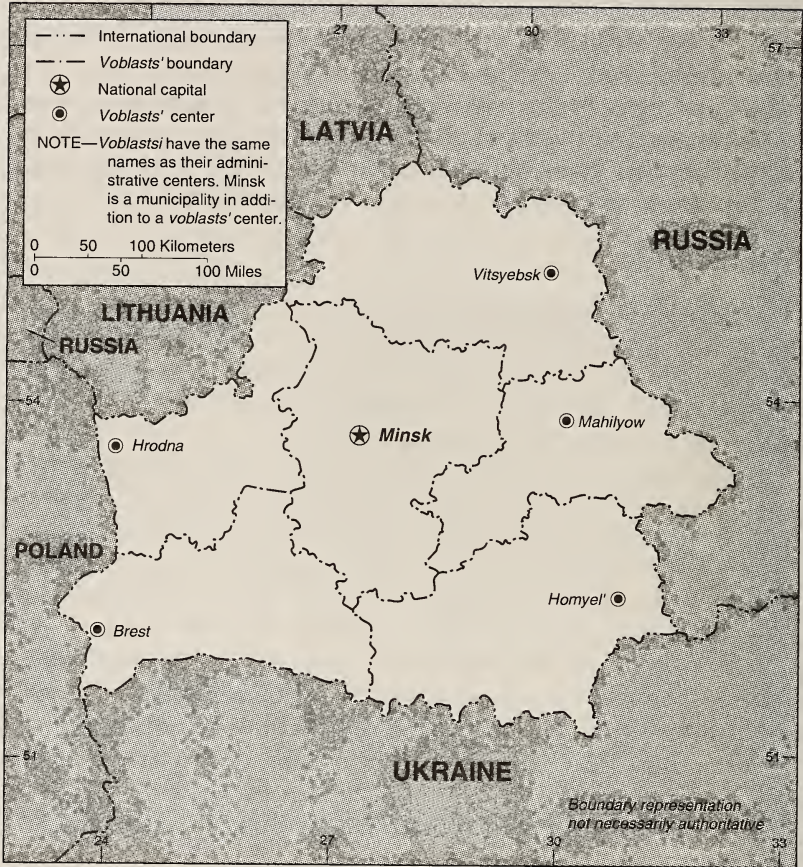 27 30 33
57
International boundary
Voblasts' boundary
National capital
Voblasts' center
NOTE—Voblastsi have the same
names as their admini-
strative centers. Minsk
is a municipality in addi-
tion to a voblasts' center.
0 50 100 Kilometers
0 50 100 Miles
LATVIA
RUSSIA
Vitsyebsk
LITHUANIA
RUSSIA
54 54
Mahilyow
Minsk
Hrodna
POLAND
Homyel'
Brest
51 51
UKRAINE
Boundary representation
not necessarily authoritative
24 27 30 33